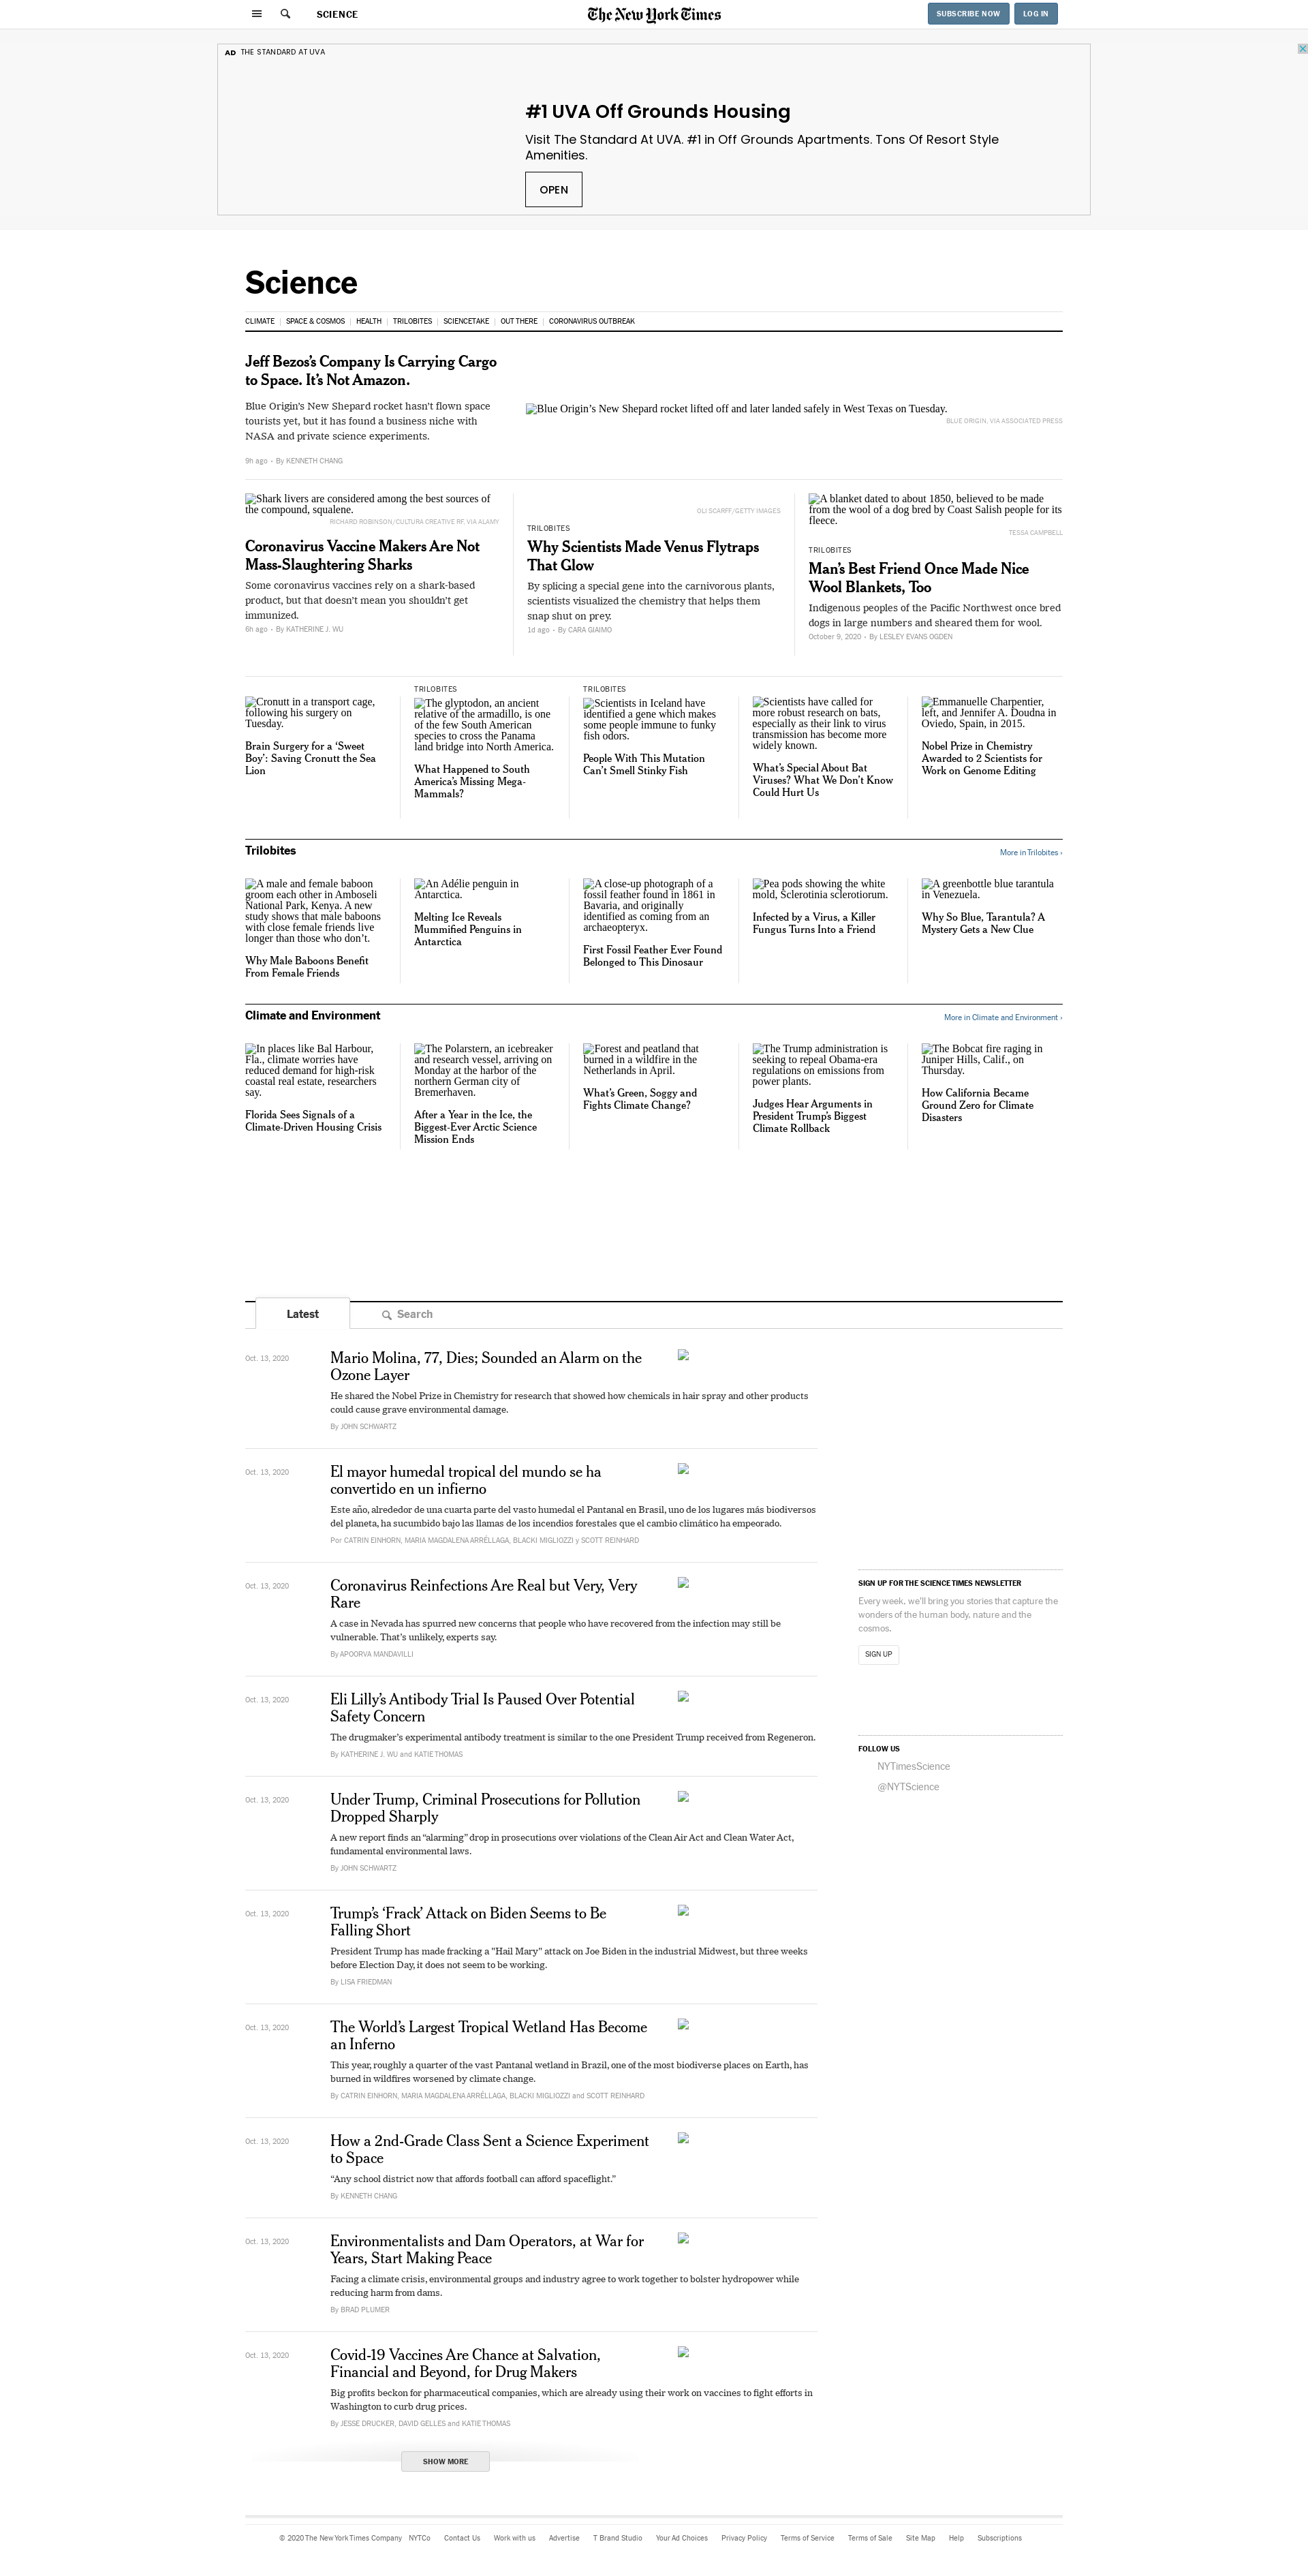 SCIENCE
The New York Times
SUBSCRIBE NOW
LOG IN
AD THE STANDARD AT UVA
#1 UVA Off Grounds Housing
Visit The Standard At UVA. #1 in Off Grounds Apartments. Tons Of Resort Style
Amenities.
OPEN
Science
CLIMATE
SPACE & COSMOS
HEALTH
TRILOBITES
SCIENCETAKE
OUT THERE
CORONAVIRUS OUTBREAK
Jeff Bezos’s Company Is Carrying Cargo
to Space. It’s Not Amazon.
Blue Origin’s New Shepard rocket hasn’t flown space
tourists yet, but it has found a business niche with
NASA and private science experiments.
9h ago • By KENNETH CHANG
Blue Origin’s New Shepard rocket lifted off and later landed safely in West Texas on Tuesday.
BLUE ORIGIN, VIA ASSOCIATED PRESS
Shark livers are considered among the best sources of
the compound, squalene.
RICHARD ROBINSON/CULTURA CREATIVE RF, VIA ALAMY
Coronavirus Vaccine Makers Are Not
Mass-Slaughtering Sharks
Some coronavirus vaccines rely on a shark-based
product, but that doesn’t mean you shouldn’t get
immunized.
6h ago • By KATHERINE J. WU
OLI SCARFF/GETTY IMAGES
TRILOBITES
Why Scientists Made Venus Flytraps
That Glow
By splicing a special gene into the carnivorous plants,
scientists visualized the chemistry that helps them
snap shut on prey.
1d ago • By CARA GIAIMO
A blanket dated to about 1850, believed to be made
from the wool of a dog bred by Coast Salish people for its
fleece.
TESSA CAMPBELL
TRILOBITES
Man’s Best Friend Once Made Nice
Wool Blankets, Too
Indigenous peoples of the Pacific Northwest once bred
dogs in large numbers and sheared them for wool.
October 9, 2020 • By LESLEY EVANS OGDEN
Cronutt in a transport cage,
following his surgery on
Tuesday.
Brain Surgery for a ‘Sweet
Boy’: Saving Cronutt the Sea
Lion
TRILOBITES
The glyptodon, an ancient
relative of the armadillo, is one
of the few South American
species to cross the Panama
land bridge into North America.
What Happened to South
America’s Missing Mega-
Mammals?
TRILOBITES
Scientists in Iceland have
identified a gene which makes
some people immune to funky
fish odors.
People With This Mutation
Can’t Smell Stinky Fish
Scientists have called for
more robust research on bats,
especially as their link to virus
transmission has become more
widely known.
What’s Special About Bat
Viruses? What We Don’t Know
Could Hurt Us
Emmanuelle Charpentier,
left, and Jennifer A. Doudna in
Oviedo, Spain, in 2015.
Nobel Prize in Chemistry
Awarded to 2 Scientists for
Work on Genome Editing
Trilobites
More in Trilobites ›
A male and female baboon
groom each other in Amboseli
National Park, Kenya. A new
study shows that male baboons
with close female friends live
longer than those who don’t.
Why Male Baboons Benefit
From Female Friends
An Adélie penguin in
Antarctica.
Melting Ice Reveals
Mummified Penguins in
Antarctica
A close-up photograph of a
fossil feather found in 1861 in
Bavaria, and originally
identified as coming from an
archaeopteryx.
First Fossil Feather Ever Found
Belonged to This Dinosaur
Pea pods showing the white
mold, Sclerotinia sclerotiorum.
Infected by a Virus, a Killer
Fungus Turns Into a Friend
A greenbottle blue tarantula
in Venezuela.
Why So Blue, Tarantula? A
Mystery Gets a New Clue
Climate and Environment
More in Climate and Environment ›
In places like Bal Harbour,
Fla., climate worries have
reduced demand for high-risk
coastal real estate, researchers
say.
Florida Sees Signals of a
Climate-Driven Housing Crisis
The Polarstern, an icebreaker
and research vessel, arriving on
Monday at the harbor of the
northern German city of
Bremerhaven.
After a Year in the Ice, the
Biggest-Ever Arctic Science
Mission Ends
Forest and peatland that
burned in a wildfire in the
Netherlands in April.
What’s Green, Soggy and
Fights Climate Change?
The Trump administration is
seeking to repeal Obama-era
regulations on emissions from
power plants.
Judges Hear Arguments in
President Trump’s Biggest
Climate Rollback
The Bobcat fire raging in
Juniper Hills, Calif., on
Thursday.
How California Became
Ground Zero for Climate
Disasters
Latest
Search
Oct. 13, 2020
Mario Molina, 77, Dies; Sounded an Alarm on the
Ozone Layer
He shared the Nobel Prize in Chemistry for research that showed how chemicals in hair spray and other products
could cause grave environmental damage.
By JOHN SCHWARTZ
Oct. 13, 2020
El mayor humedal tropical del mundo se ha
convertido en un infierno
Este año, alrededor de una cuarta parte del vasto humedal el Pantanal en Brasil, uno de los lugares más biodiversos
del planeta, ha sucumbido bajo las llamas de los incendios forestales que el cambio climático ha empeorado.
Por CATRIN EINHORN, MARIA MAGDALENA ARRÉLLAGA, BLACKI MIGLIOZZI y SCOTT REINHARD
Oct. 13, 2020
Coronavirus Reinfections Are Real but Very, Very
Rare
A case in Nevada has spurred new concerns that people who have recovered from the infection may still be
vulnerable. That’s unlikely, experts say.
By APOORVA MANDAVILLI
Oct. 13, 2020
Eli Lilly’s Antibody Trial Is Paused Over Potential
Safety Concern
The drugmaker’s experimental antibody treatment is similar to the one President Trump received from Regeneron.
By KATHERINE J. WU and KATIE THOMAS
Oct. 13, 2020
Under Trump, Criminal Prosecutions for Pollution
Dropped Sharply
A new report finds an “alarming” drop in prosecutions over violations of the Clean Air Act and Clean Water Act,
fundamental environmental laws.
By JOHN SCHWARTZ
Oct. 13, 2020
Trump’s ‘Frack’ Attack on Biden Seems to Be
Falling Short
President Trump has made fracking a "Hail Mary" attack on Joe Biden in the industrial Midwest, but three weeks
before Election Day, it does not seem to be working.
By LISA FRIEDMAN
Oct. 13, 2020
The World’s Largest Tropical Wetland Has Become
an Inferno
This year, roughly a quarter of the vast Pantanal wetland in Brazil, one of the most biodiverse places on Earth, has
burned in wildfires worsened by climate change.
By CATRIN EINHORN, MARIA MAGDALENA ARRÉLLAGA, BLACKI MIGLIOZZI and SCOTT REINHARD
Oct. 13, 2020
How a 2nd-Grade Class Sent a Science Experiment
to Space
“Any school district now that affords football can afford spaceflight.”
By KENNETH CHANG
Oct. 13, 2020
Environmentalists and Dam Operators, at War for
Years, Start Making Peace
Facing a climate crisis, environmental groups and industry agree to work together to bolster hydropower while
reducing harm from dams.
By BRAD PLUMER
Oct. 13, 2020
Covid-19 Vaccines Are Chance at Salvation,
Financial and Beyond, for Drug Makers
Big profits beckon for pharmaceutical companies, which are already using their work on vaccines to fight efforts in
Washington to curb drug prices.
By JESSE DRUCKER, DAVID GELLES and KATIE THOMAS
SHOW MORE
SIGN UP FOR THE SCIENCE TIMES NEWSLETTER
Every week, we’ll bring you stories that capture the
wonders of the human body, nature and the
cosmos.
SIGN UP
FOLLOW US
NYTimesScience
@NYTScience
© 2020 The New York Times Company
NYTCo
Contact Us
Work with us
Advertise
T Brand Studio
Your Ad Choices
Privacy Policy
Terms of Service
Terms of Sale
Site Map
Help
Subscriptions